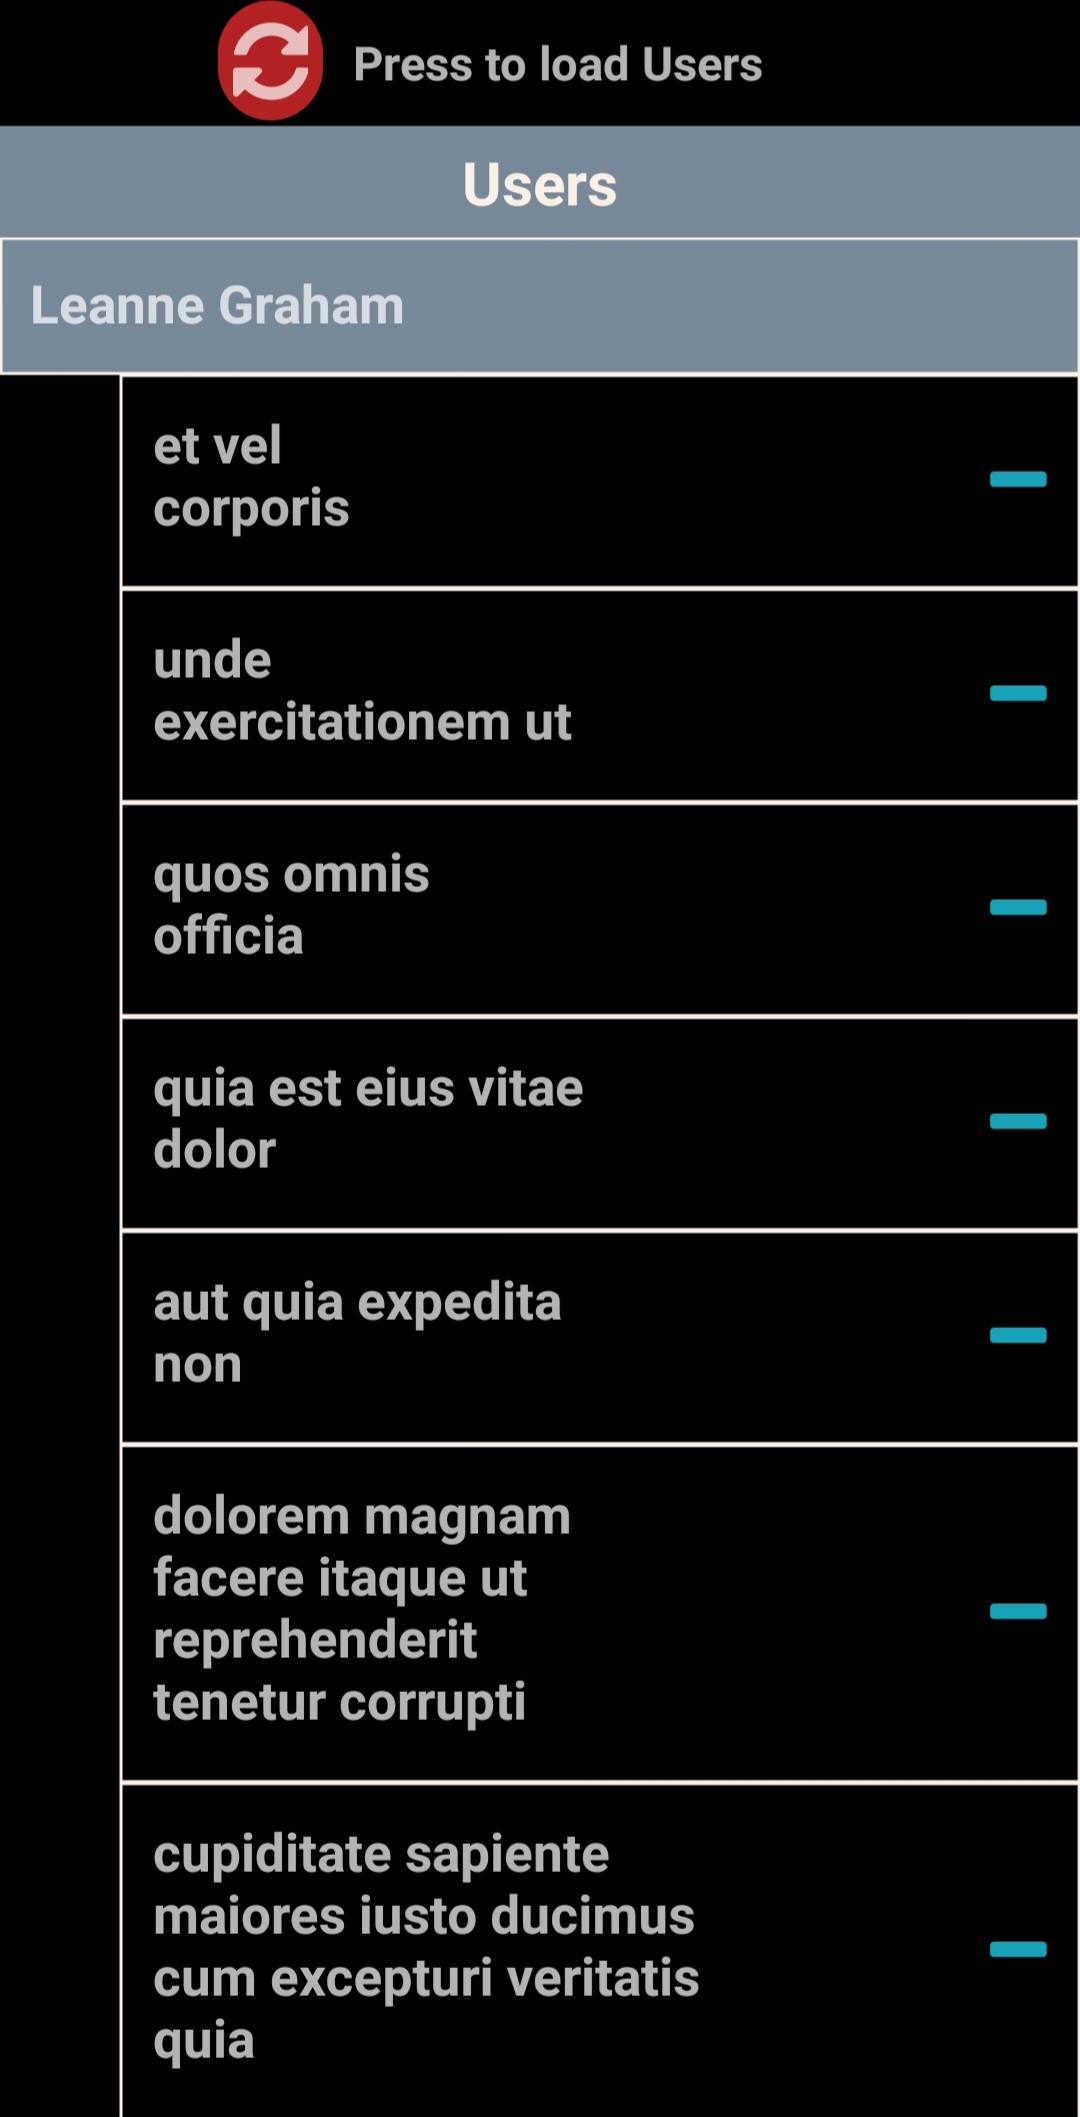 Press to load Users
Users
Leanne Graham
et vel
corporis
unde
exercitationem ut
quos omnis
officia
quia est eius vitae
dolor
aut quia expedita
non
dolorem magnam
facere itaque ut
reprehenderit
tenetur corrupti
cupiditate sapiente
maiores iusto ducimus
cum excepturi veritatis
quia